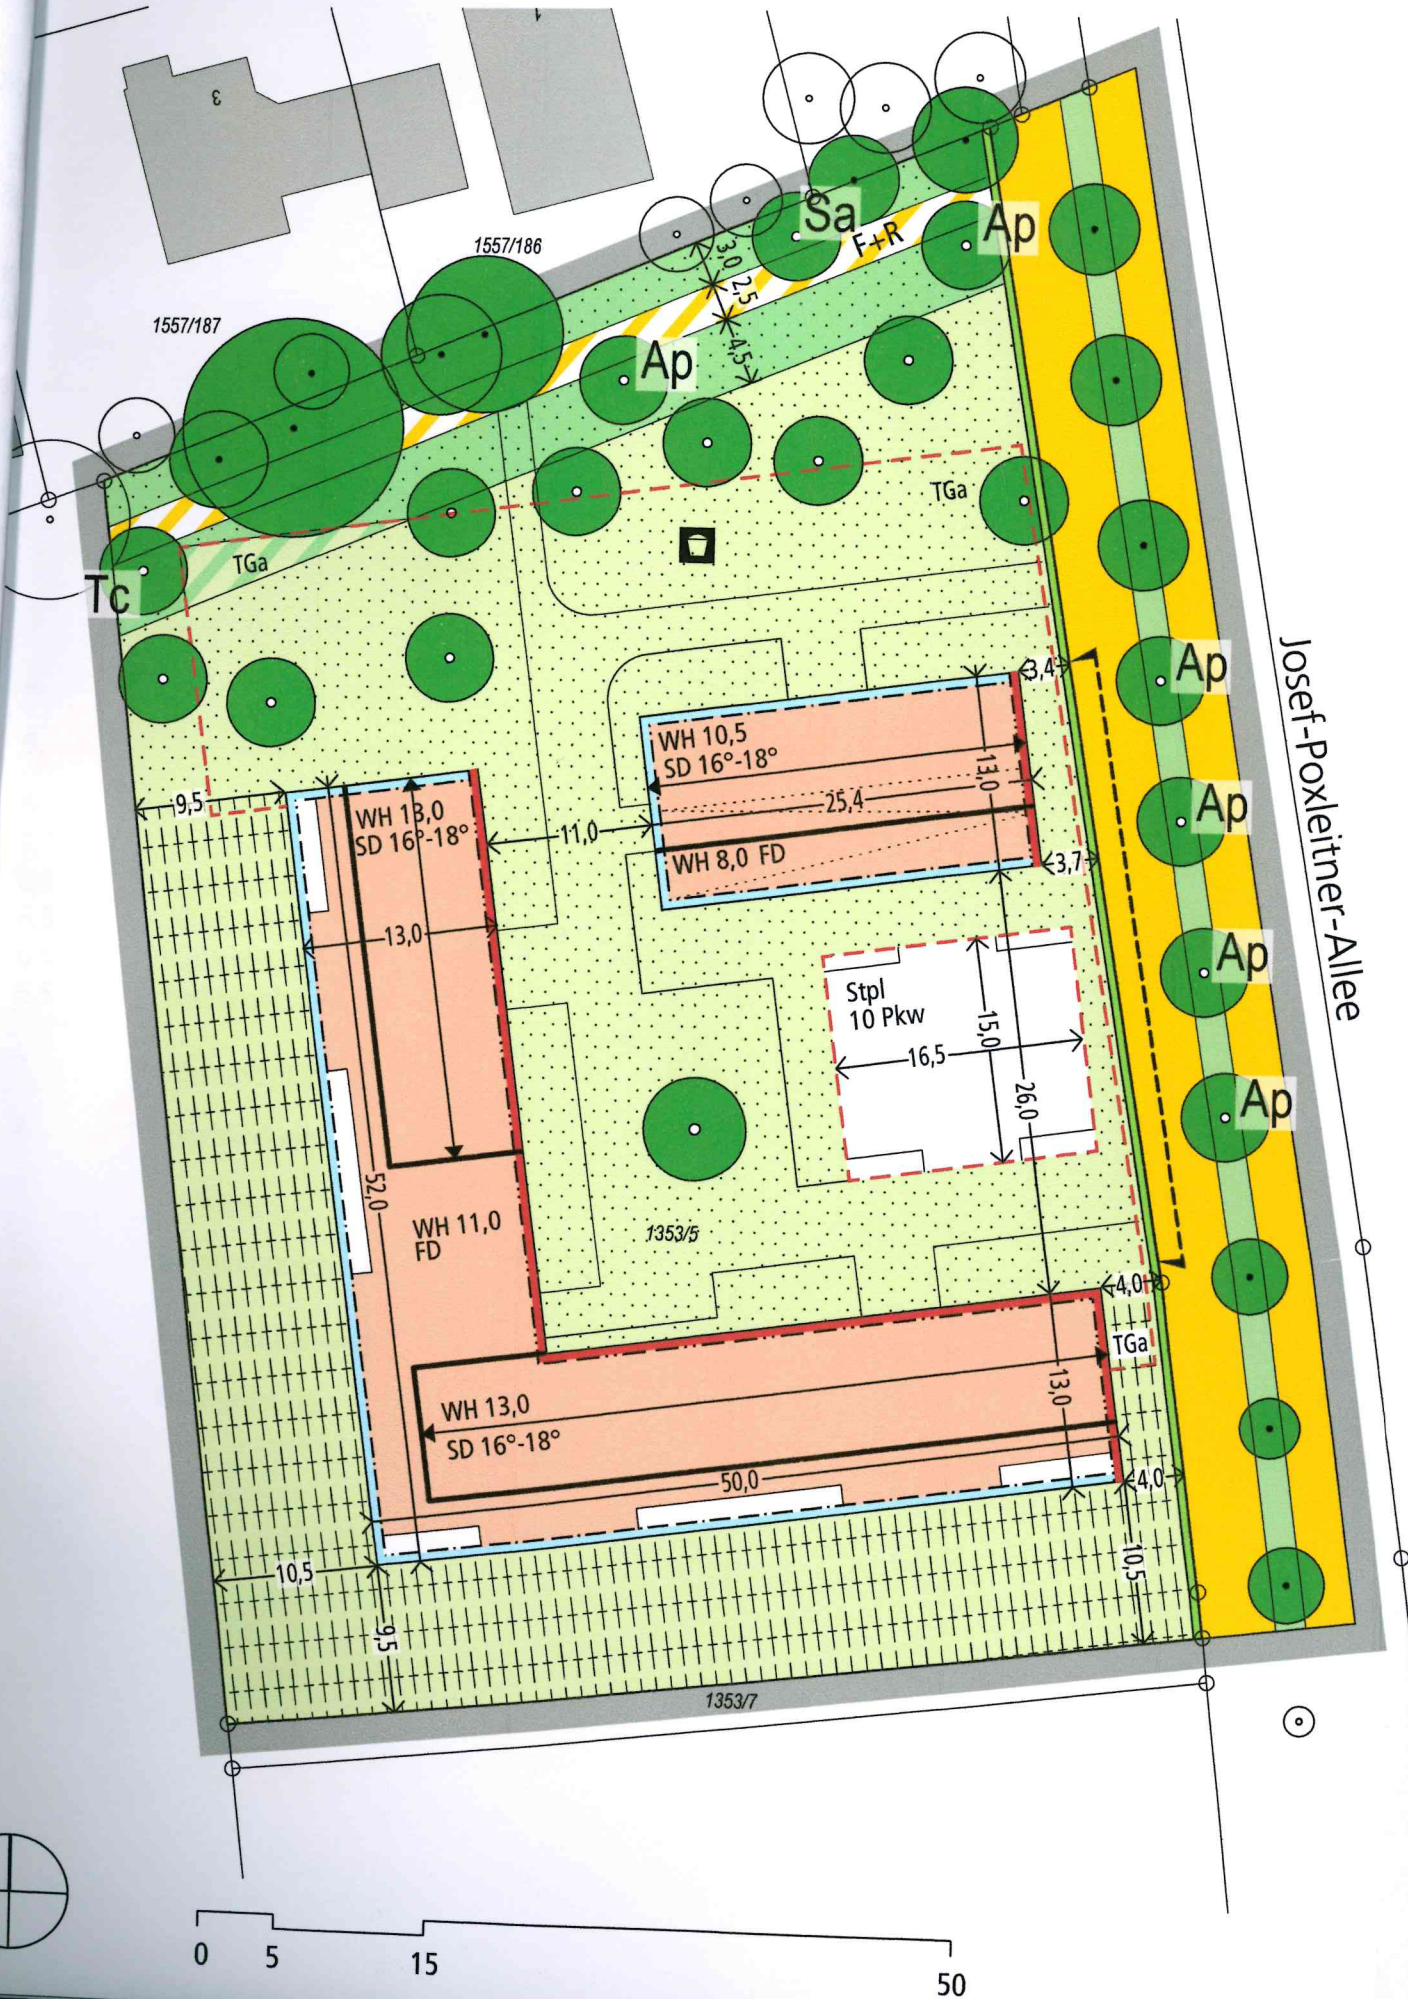 3
1
1557/186
1557/187
Sa
F+R
Ap
3,0
2,5
4,5
Ap
TGa
TGa
Tc
Josef-Poxleitner-Allee
3,4
Ap
WH 10,5
SD 16°-18°
13,0
9,5
WH 13,0
SD 16°-18°
11,0
25,4
Ap
WH 8,0 FD
3,7
13,0
Ap
Stpl
10 Pkw
15,0
16,5
26,0
Ap
52,0
WH 11,0
FD
1353/5
4,0
TGa
WH 13,0
SD 16°-18°
13,0
50,0
4,0
10,5
10,5
9,5
1353/7
0 5 15 50